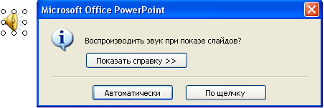 Microsoft Office PowerPoint
Воспроизводить звук при показе слайдов?
Показать справку >>
Автоматически
По щелчку